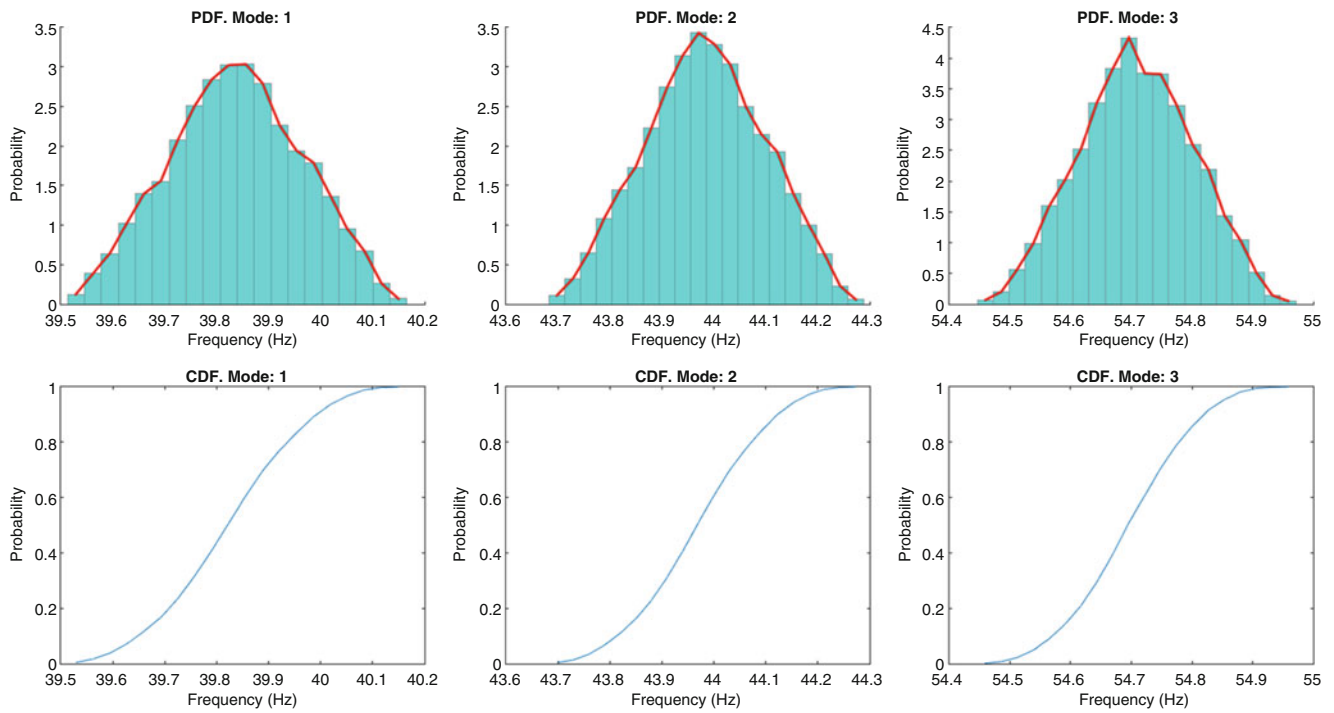 PDF. Mode: 1
3.5
3
2.5
2
1.5
1
0.5
0
Probability
39.5 39.6 39.7 39.8 39.9 40 40.1 40.2
Frequency (Hz)
PDF. Mode: 2
3.5
3
2.5
2
1.5
1
0.5
0
Probability
43.6 43.7 43.8 43.9 44 44.1 44.2 44.3
Frequency (Hz)
PDF. Mode: 3
4.5
4
3.5
3
2.5
2
1.5
1
0.5
0
Probability
54.4 54.5 54.6 54.7 54.8 54.9 55
Frequency (Hz)
CDF. Mode: 1
1
0.8
0.6
0.4
0.2
0
Probability
39.5 39.6 39.7 39.8 39.9 40 40.1 40.2
Frequency (Hz)
CDF. Mode: 2
1
0.8
0.6
0.4
0.2
0
Probability
43.6 43.7 43.8 43.9 44 44.1 44.2 44.3
Frequency (Hz)
CDF. Mode: 3
1
0.8
0.6
0.4
0.2
0
Probability
54.4 54.5 54.6 54.7 54.8 54.9 55
Frequency (Hz)